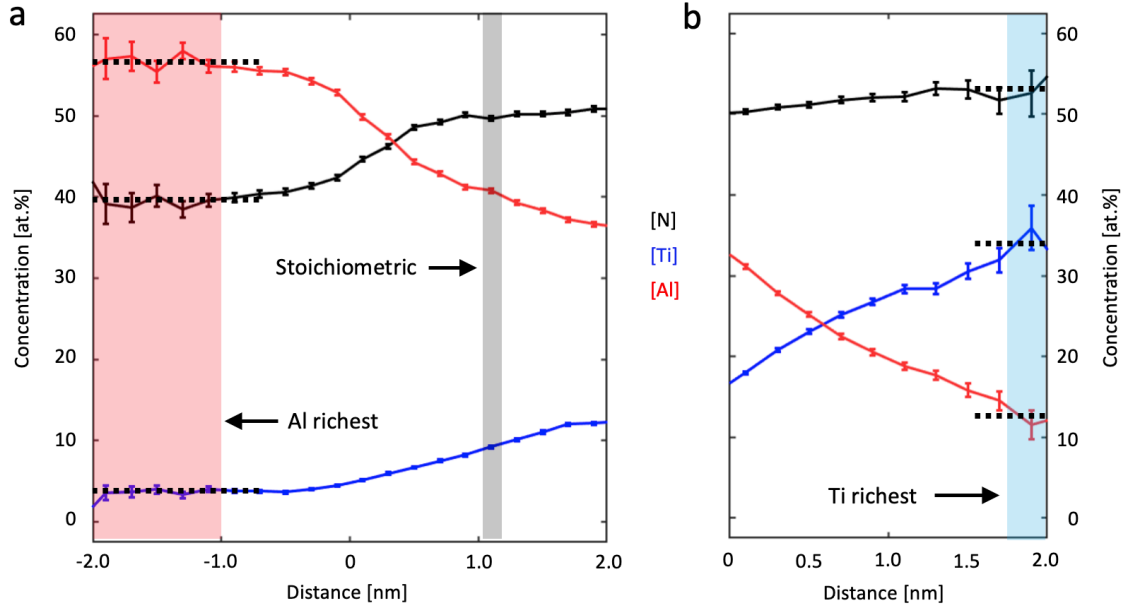 a
60
50
40
30
20
10
0
Concentration [at.%]
Stoichiometric
Al richest
-2.0
-1.0
0
1.0
2.0
Distance [nm]
[N]
[Ti]
[Al]
b
60
50
40
30
20
10
0
Concentration [at.%]
Ti richest
0
0.5
1.0
1.5
2.0
Distance [nm]